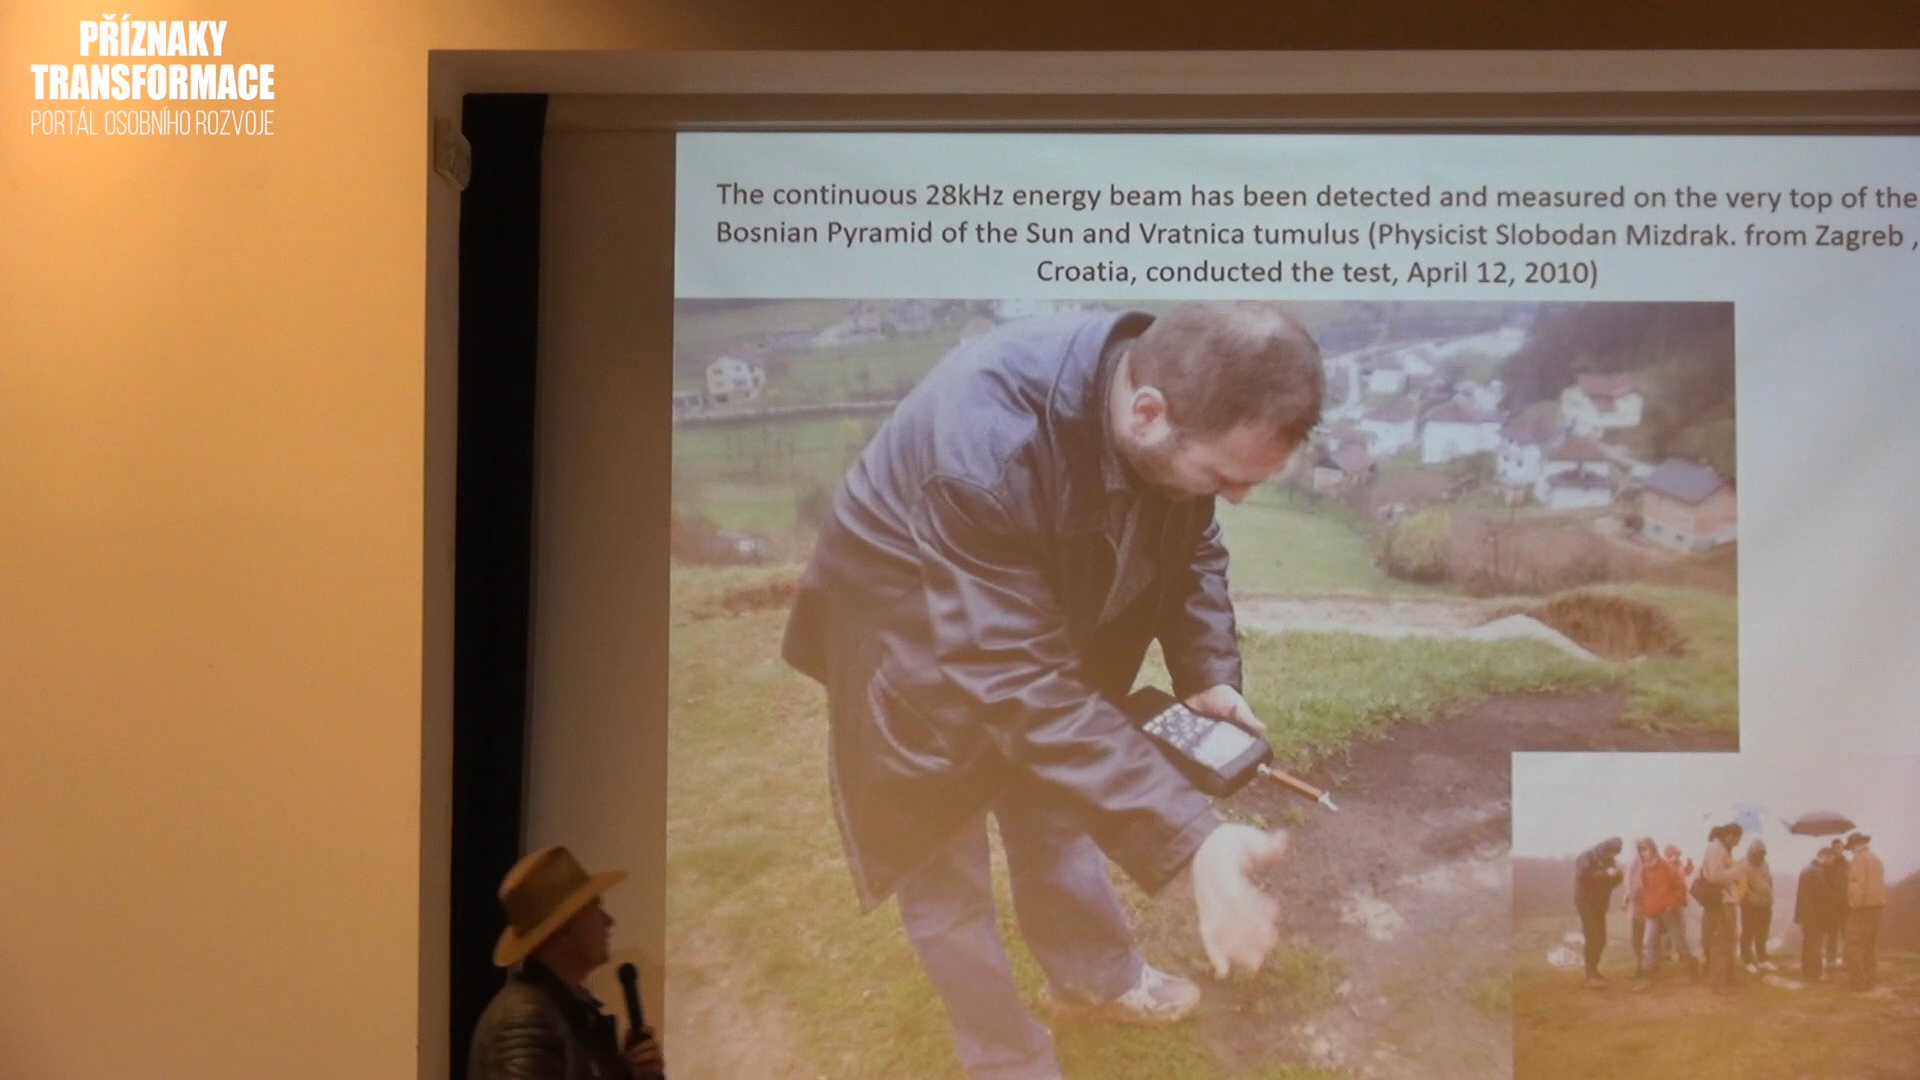 PŘÍZNAKY
TRANSFORMACE
PORTÁL OSOBNÍHO ROZVOJE
The continuous 28kHz energy beam has been detected and measured on the very top of the
Bosnian Pyramid of the Sun and Vratnica tumulus (Physicist Slobodan Mizdrak. from Zagreb ,
Croatia, conducted the test, April 12, 2010)